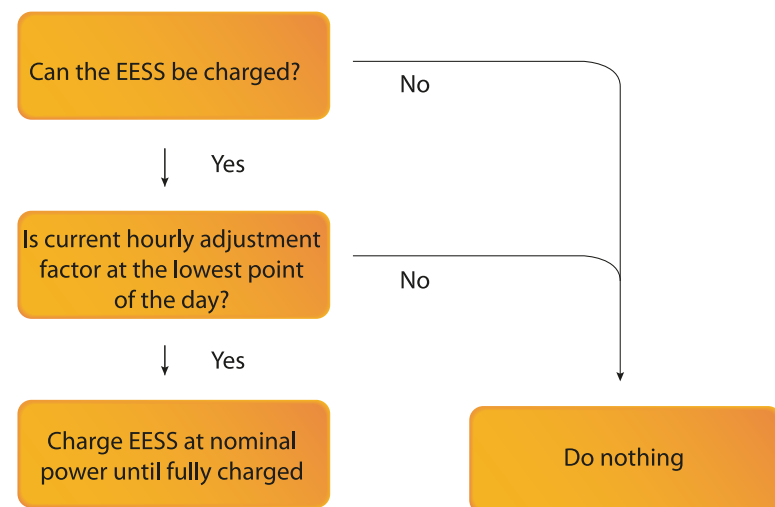 Can the EESS be charged?
No
Yes
Is current hourly adjustment
factor at the lowest point
of the day?
No
Yes
Charge EESS at nominal
power until fully charged
Do nothing